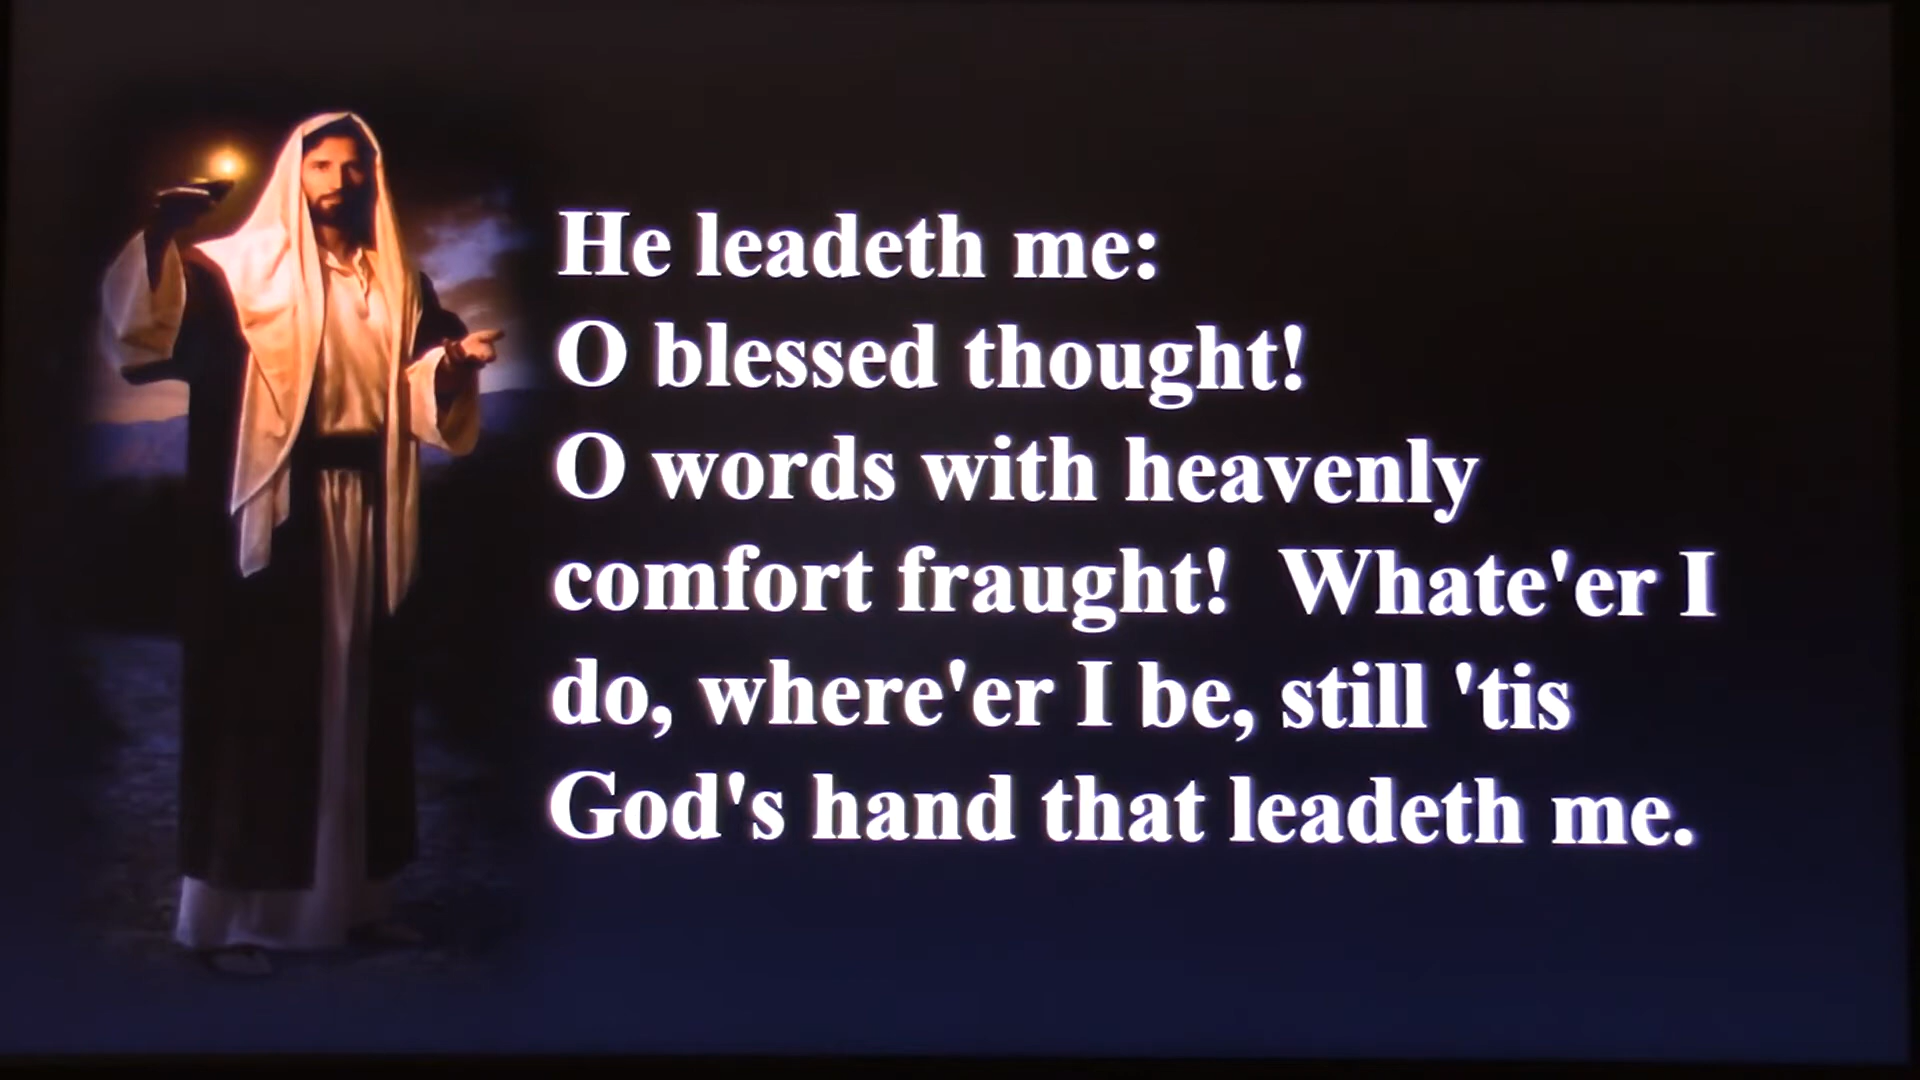 He leadeth me:
O blessed thought!
O words with heavenly
comfort fraught!  Whate'er I
do, where'er I be, still 'tis
God's hand that leadeth me.